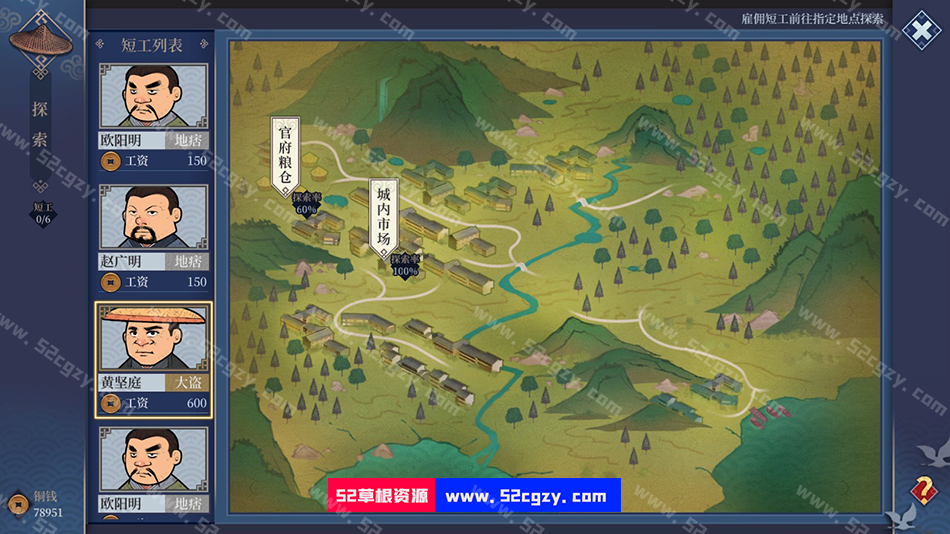 雇佣短工前往指定地点探索
探索
短工
0/6
短工列表
欧阳明 地痞
工资 150
赵广明 地痞
工资 150
黄坚庭 大盗
工资 600
欧阳明 地痞
铜钱
78951
官府粮仓
探索率
60%
城内市场
探索率
100%
52草根资源 www.52cgzy.com
www.52cgzy.com